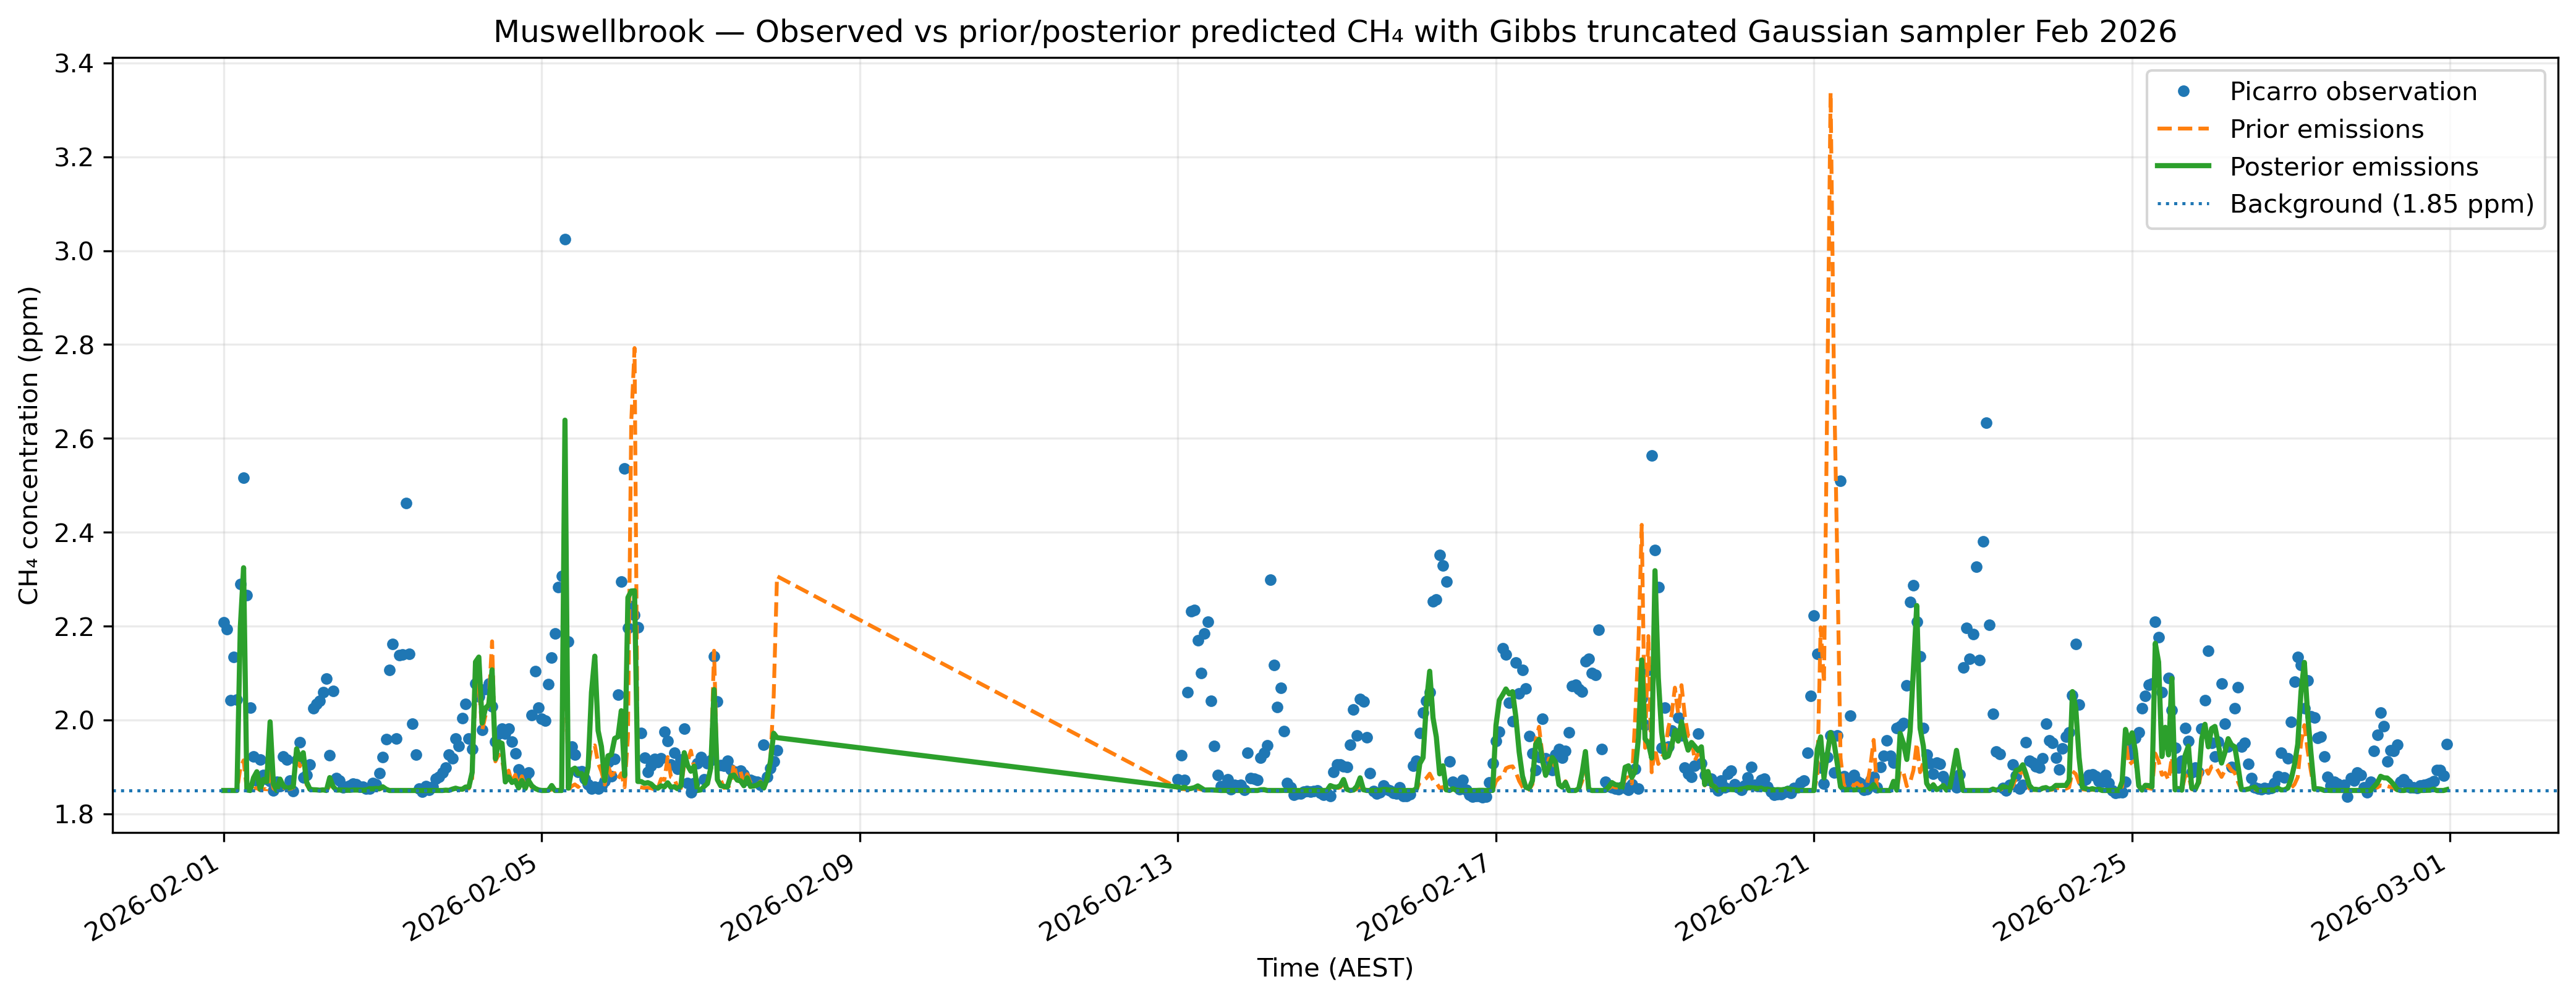 Muswellbrook — Observed vs prior/posterior predicted CH₄ with Gibbs truncated Gaussian sampler Feb 2026
CH₄ concentration (ppm)
3.4
3.2
3.0
2.8
2.6
2.4
2.2
2.0
1.8
Picarro observation
Prior emissions
Posterior emissions
Background (1.85 ppm)
2026-02-01
2026-02-05
2026-02-09
2026-02-13
2026-02-17
2026-02-21
2026-02-25
2026-03-01
Time (AEST)